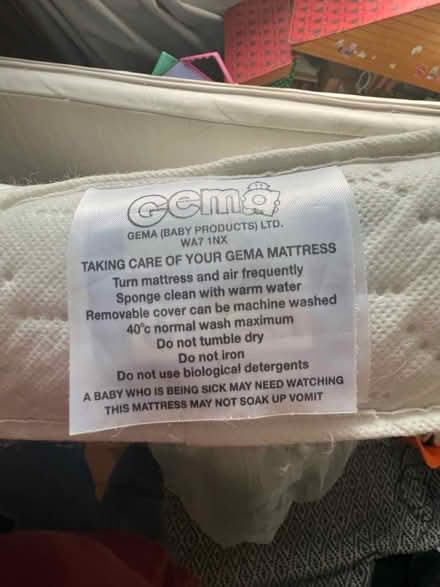 Gema
GEMA (BABY PRODUCTS) LTD.
WA7 1NX
TAKING CARE OF YOUR GEMA MATTRESS
Turn mattress and air frequently
Sponge clean with warm water
Removable cover can be machine washed
40°c normal wash maximum
Do not tumble dry
Do not iron
Do not use biological detergents
A BABY WHO IS BEING SICK MAY NEED WATCHING
THIS MATTRESS MAY NOT SOAK UP VOMIT